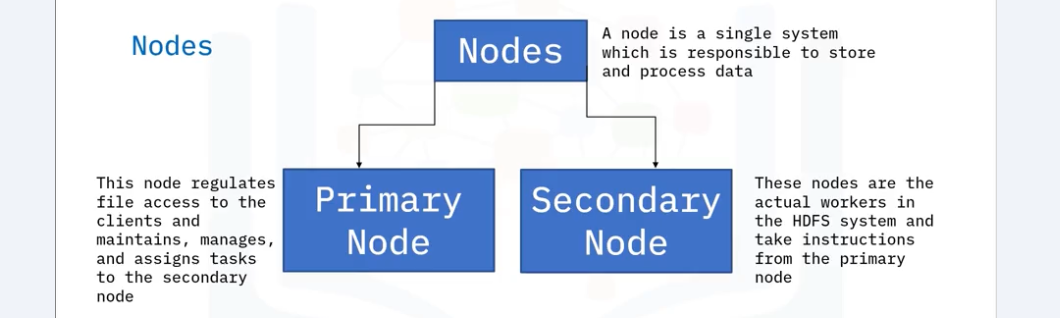 Nodes
Nodes
A node is a single system
which is responsible to store
and process data
This node regulates
file access to the
clients and
maintains, manages,
and assigns tasks
to the secondary
node
Primary
Node
Secondary
Node
These nodes are the
actual workers in
the HDFS system and
take instructions
from the primary
node